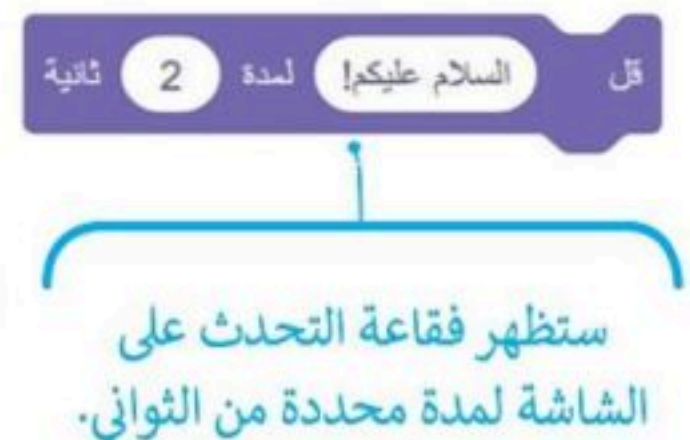 قل السلام عليكم! لمدة 2 ثانية
ستظهر فقاعة التحدث على
الشاشة لمدة محددة من الثواني.